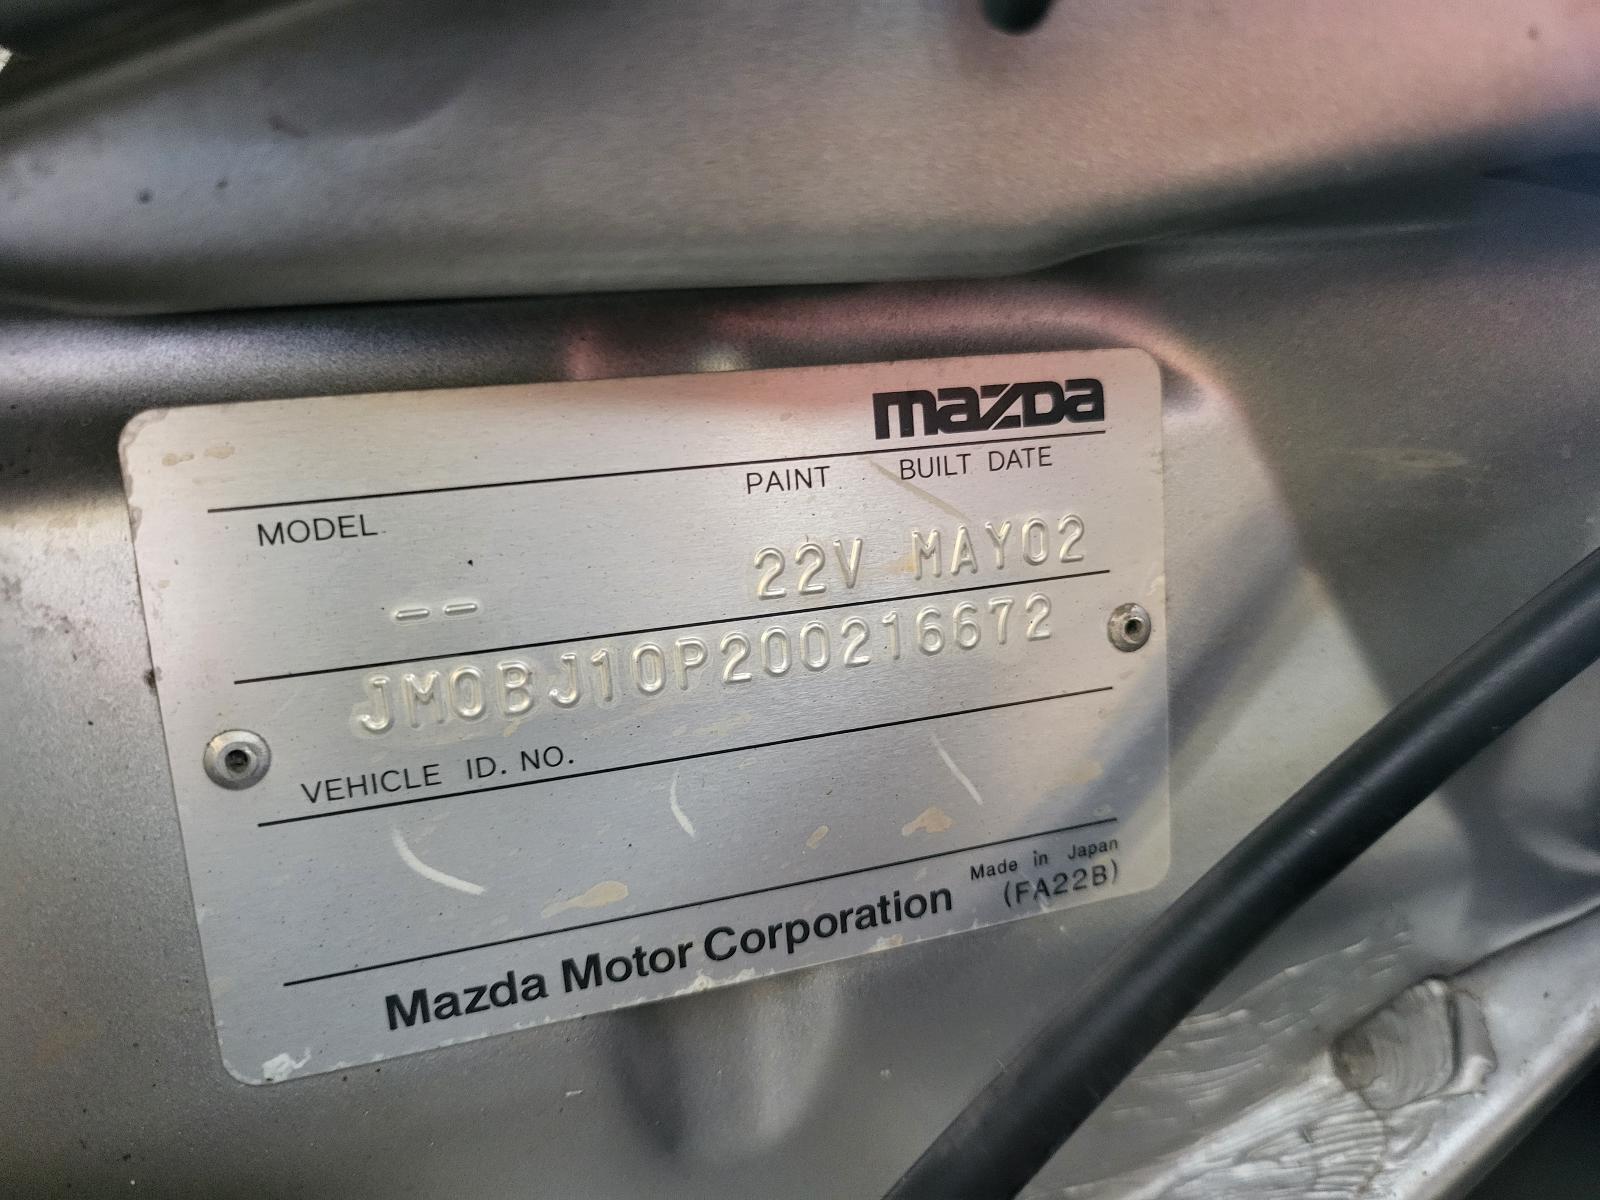 mazda
MODEL PAINT BUILT DATE
-- 22V MAY02
JM0BJ10P200216672
VEHICLE ID. NO.
Made in Japan
Mazda Motor Corporation (FA22B)